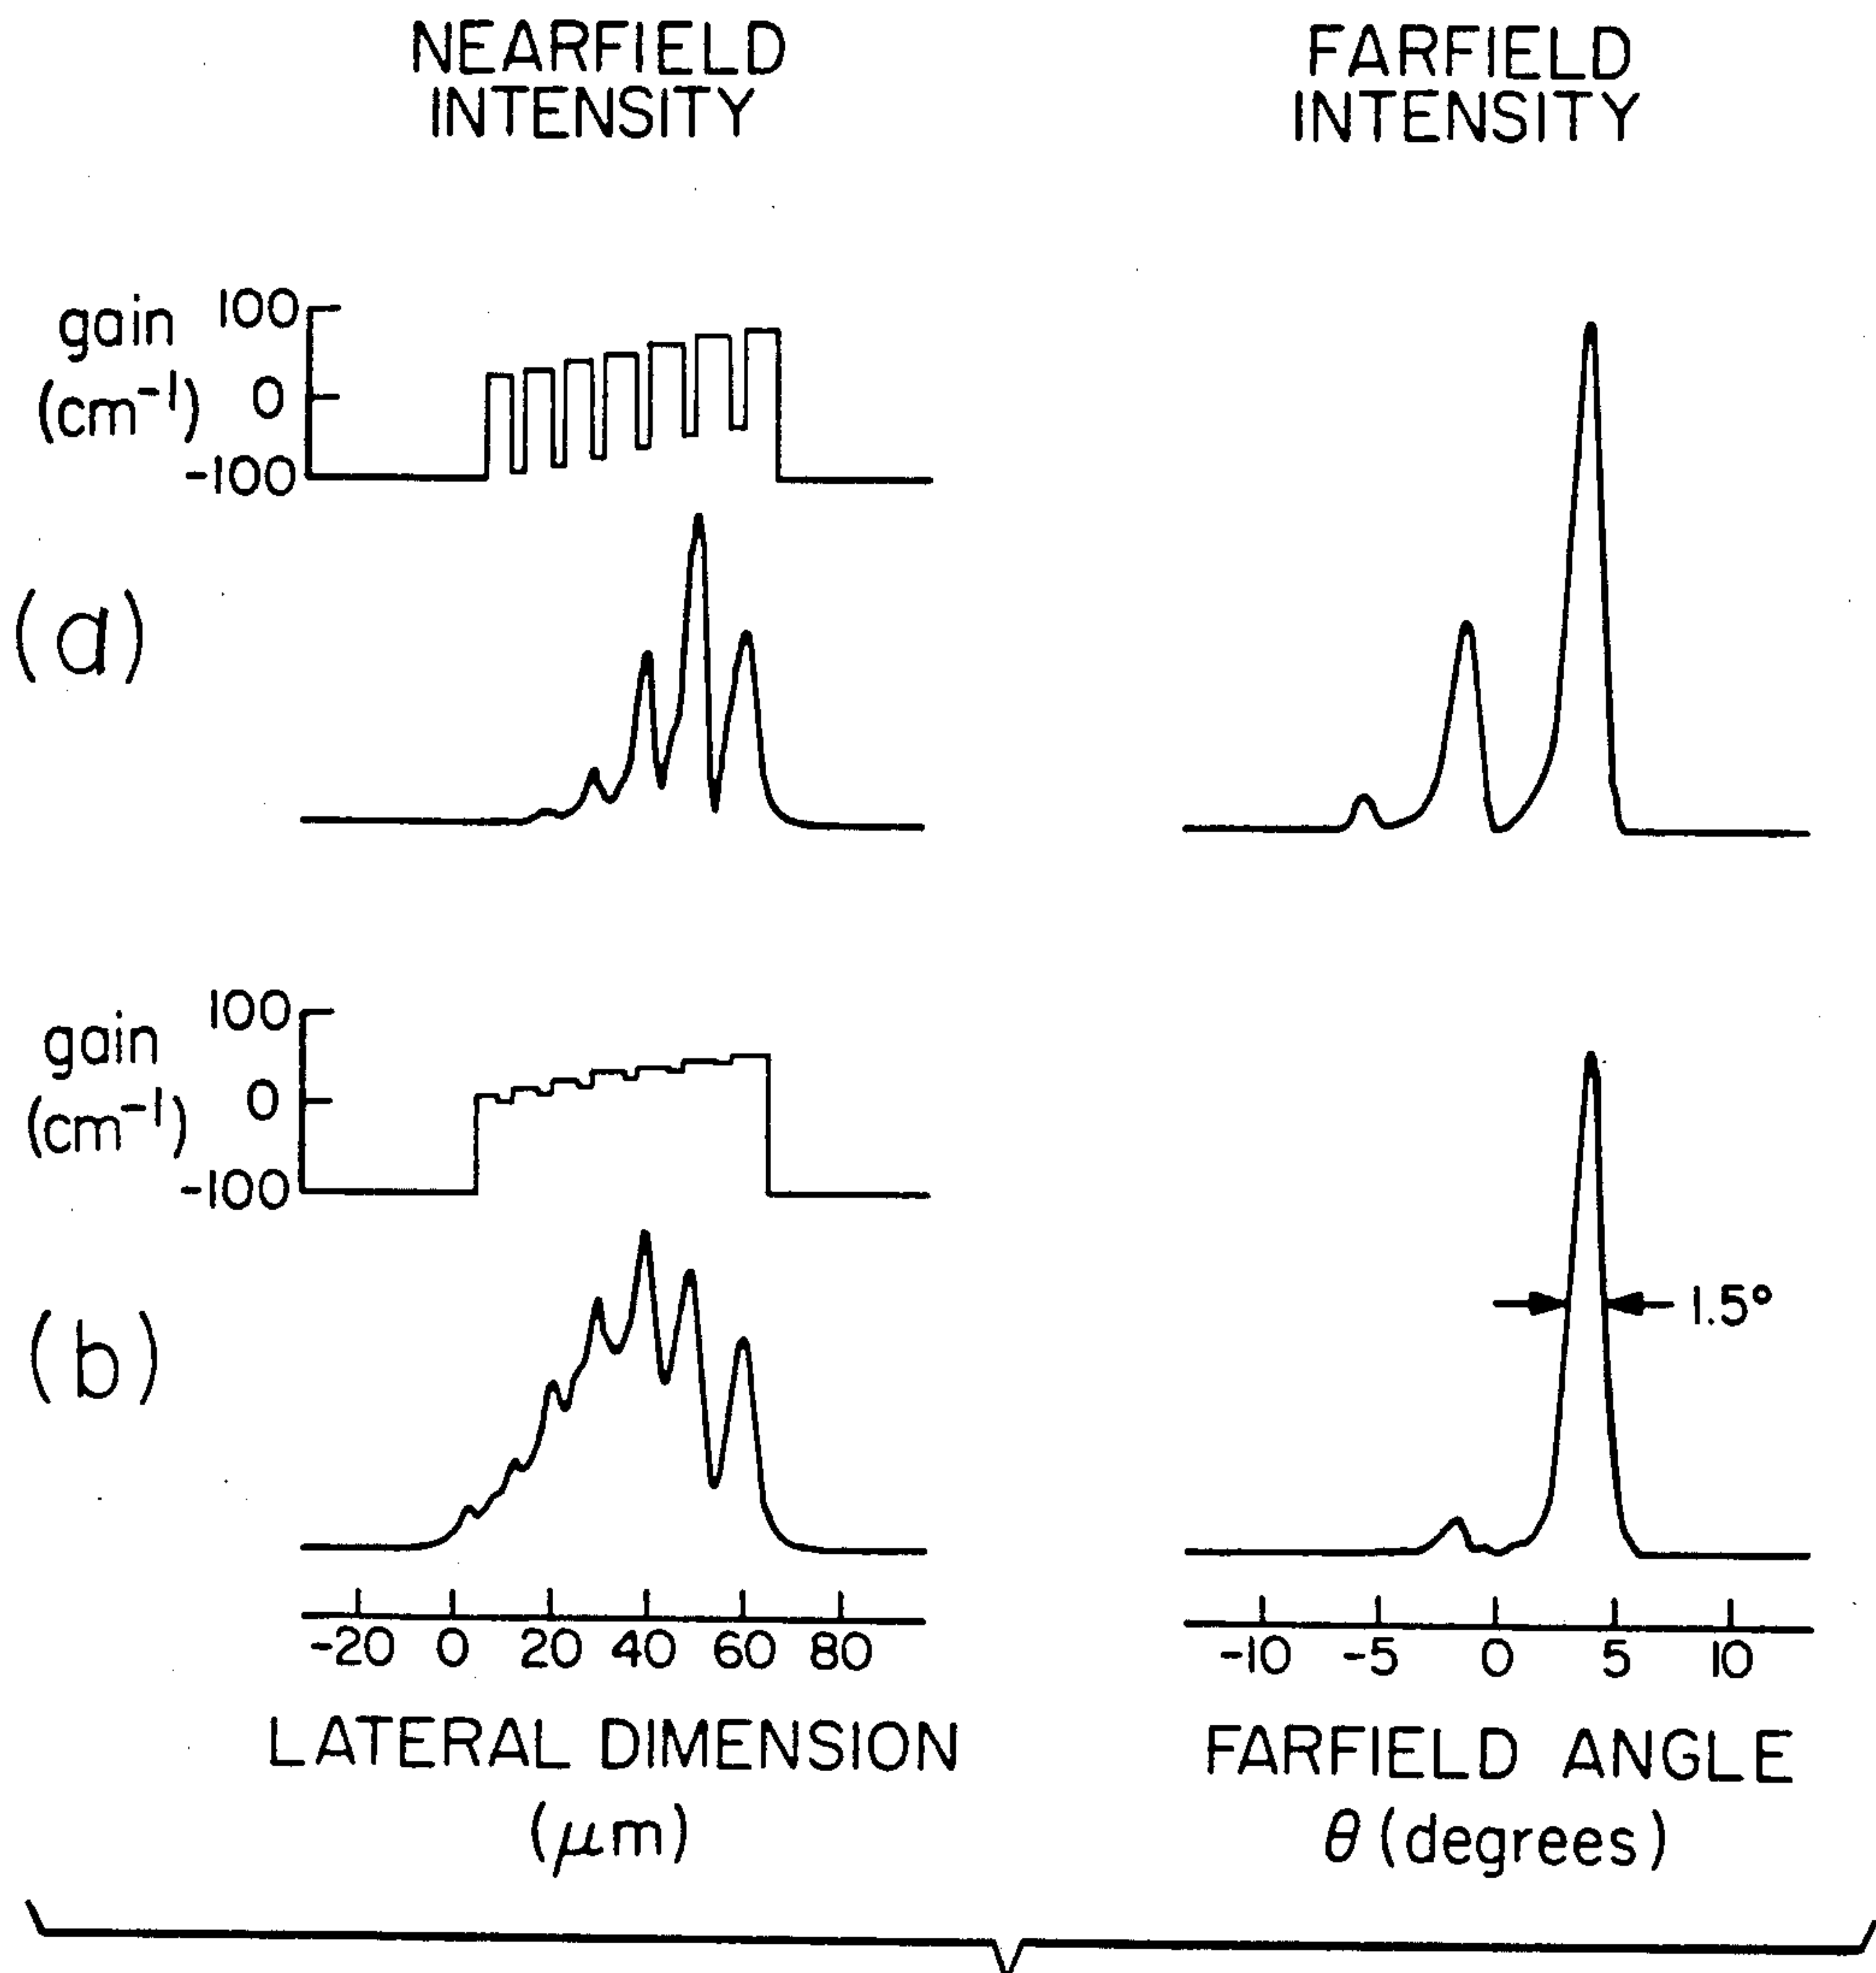 NEARFIELD
INTENSITY
FARFIELD
INTENSITY
gain
(cm⁻¹)
100
0
-100
(a)
gain
(cm⁻¹)
100
0
-100
(b)
1.5°
-20 0 20 40 60 80
-10 -5 0 5 10
LATERAL DIMENSION
(μm)
FARFIELD ANGLE
θ (degrees)